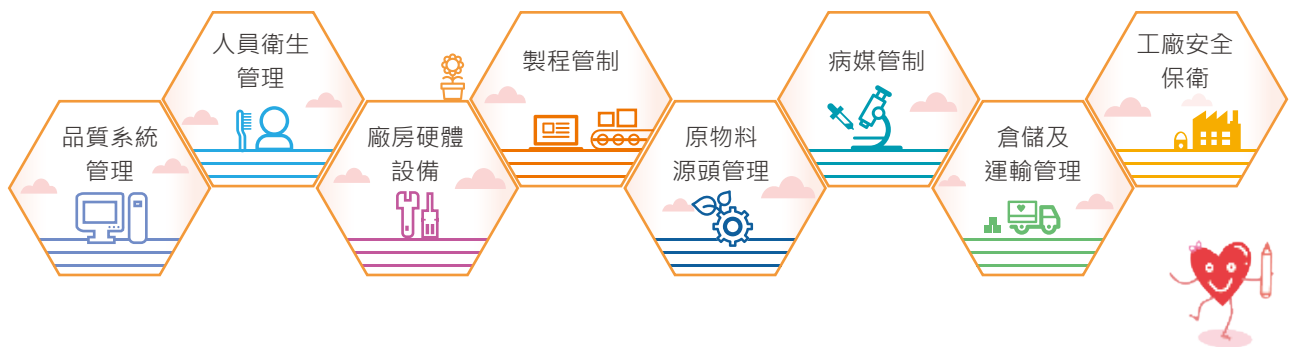 品質系統
管理
人員衛生
管理
廠房硬體
設備
製程管制
原物料
源頭管理
病媒管制
倉儲及
運輸管理
工廠安全
保衛